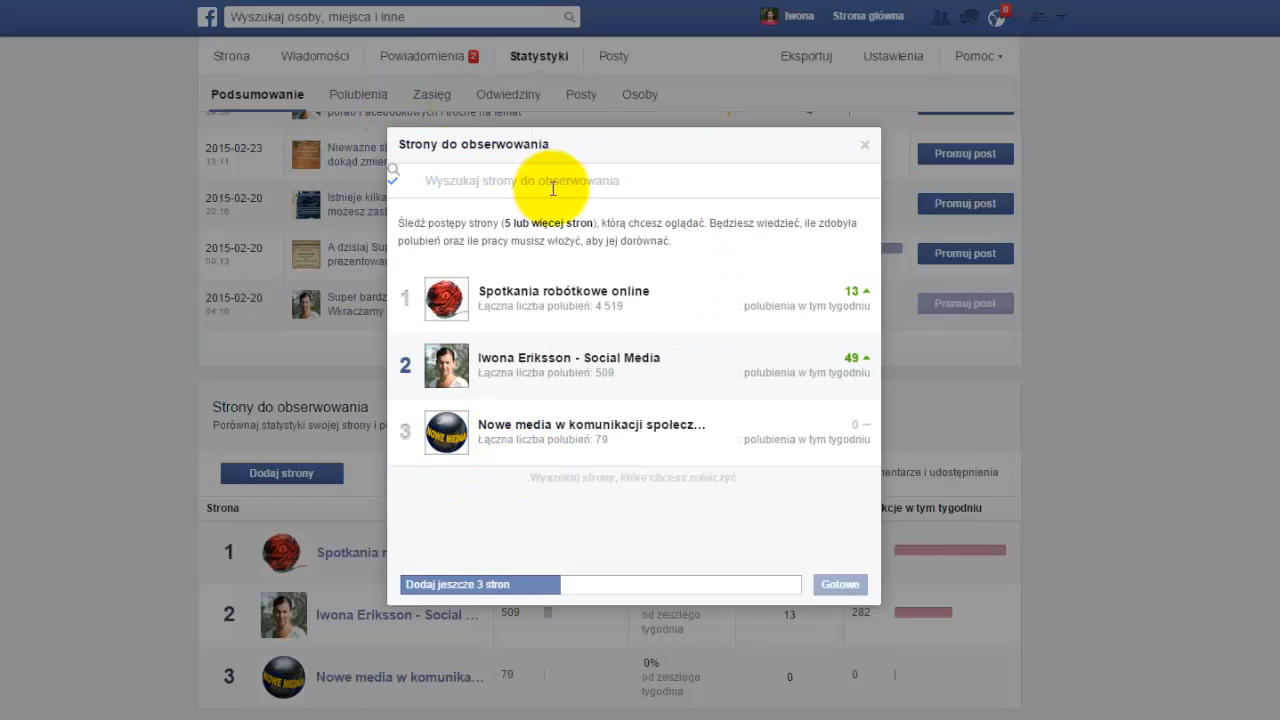 Wyszukaj osoby, miejsca i inne
Iwona Strona główna 8
Strona Wiadomości Powiadomienia 2 Statystyki Posty Eksportuj Ustawienia Pomoc
Podsumowanie Polubienia Zasięg Odwiedziny Posty Osoby
Strony do obserwowania
2015-02-23
13:11
Nieważne sł
dokąd zmier
Promuj post
Wyszukaj strony do obserwowania
2015-02-20
20:16
Istnieje kilka
możesz zast
Promuj post
Śledź postępy strony (5 lub więcej stron), którą chcesz oglądać. Będziesz wiedzieć, ile zdobyła
polubień oraz ile pracy musisz włożyć, aby jej dorównać.
2015-02-20
09:13
A dzisiaj Sup
prezentowan
Promuj post
2015-02-20
04:16
Super bardz
Wkraczamy
Promuj post
1 Spotkania robótkowe online 13
Łączna liczba polubień: 4 519 polubienia w tym tygodniu
2 Iwona Eriksson - Social Media 49
Łączna liczba polubień: 509 polubienia w tym tygodniu
3 Nowe media w komunikacji społecz... 0
Łączna liczba polubień: 79 polubienia w tym tygodniu
Wyszukaj strony, które chcesz zobaczyć
Dodaj jeszcze 3 stron Gotowe
Strony do obserwowania
Porównaj statystyki swojej strony i p
Dodaj strony
mentarze i udostępnienia
Strona kcje w tym tygodniu
1 Spotkania r
2 Iwona Eriksson - Social ... 509 od zeszłego
tygodnia 13 282
3 Nowe media w komunika... 79 0%
od zeszłego
tygodnia 0 0